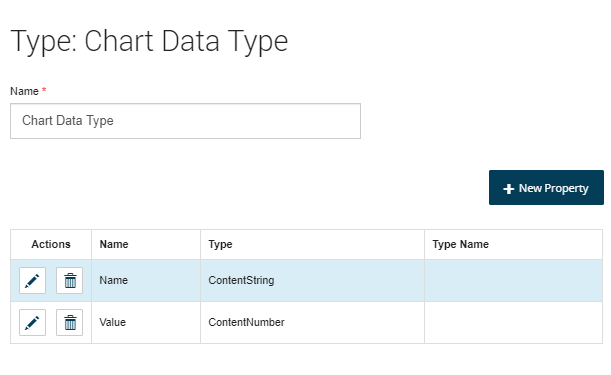 Type: Chart Data Type
Name *
Chart Data Type
+ New Property
Actions Name Type Type Name
Name ContentString
Value ContentNumber